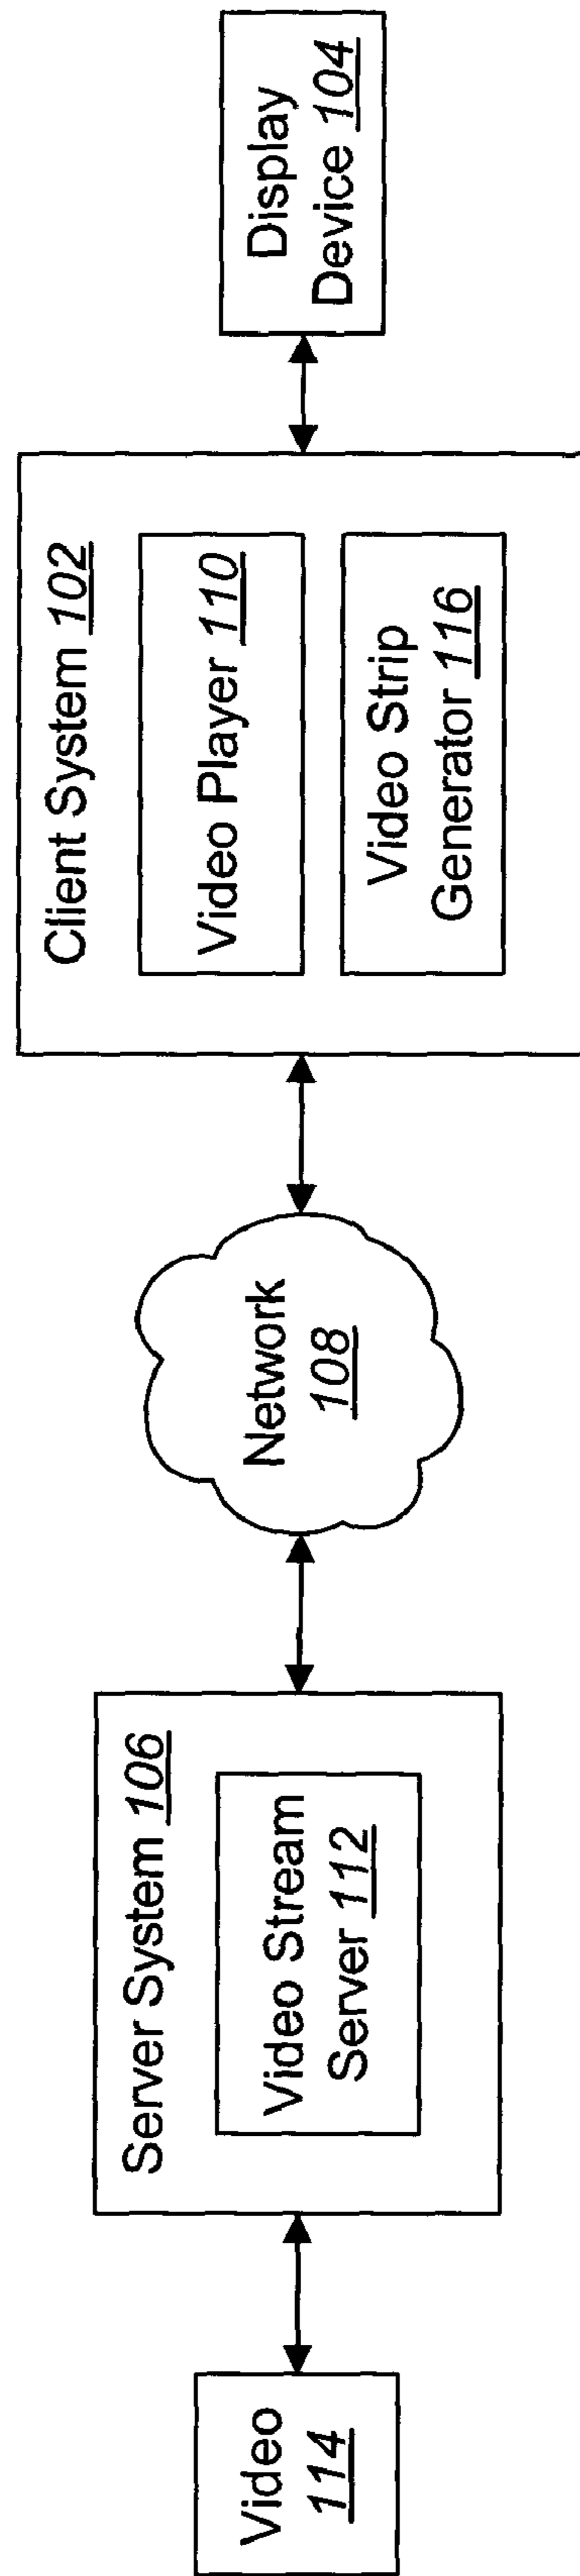 Video
114
Server System 106
Video Stream
Server 112
Network
108
Client System 102
Video Player 110
Video Strip
Generator 116
Display
Device 104